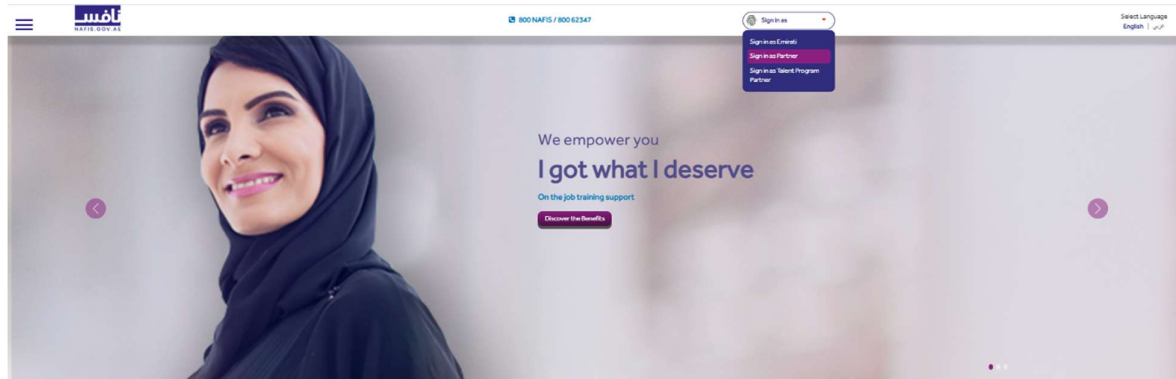 نافس
NAFIS.GOV.AE
800 NAFIS / 800 62347
Sign in as
Select Language
English | عربي
Sign in as Emirati
Sign in as Partner
Sign in as Talent Program
Partner
We empower you
I got what I deserve
On the job training support
Discover the Benefits